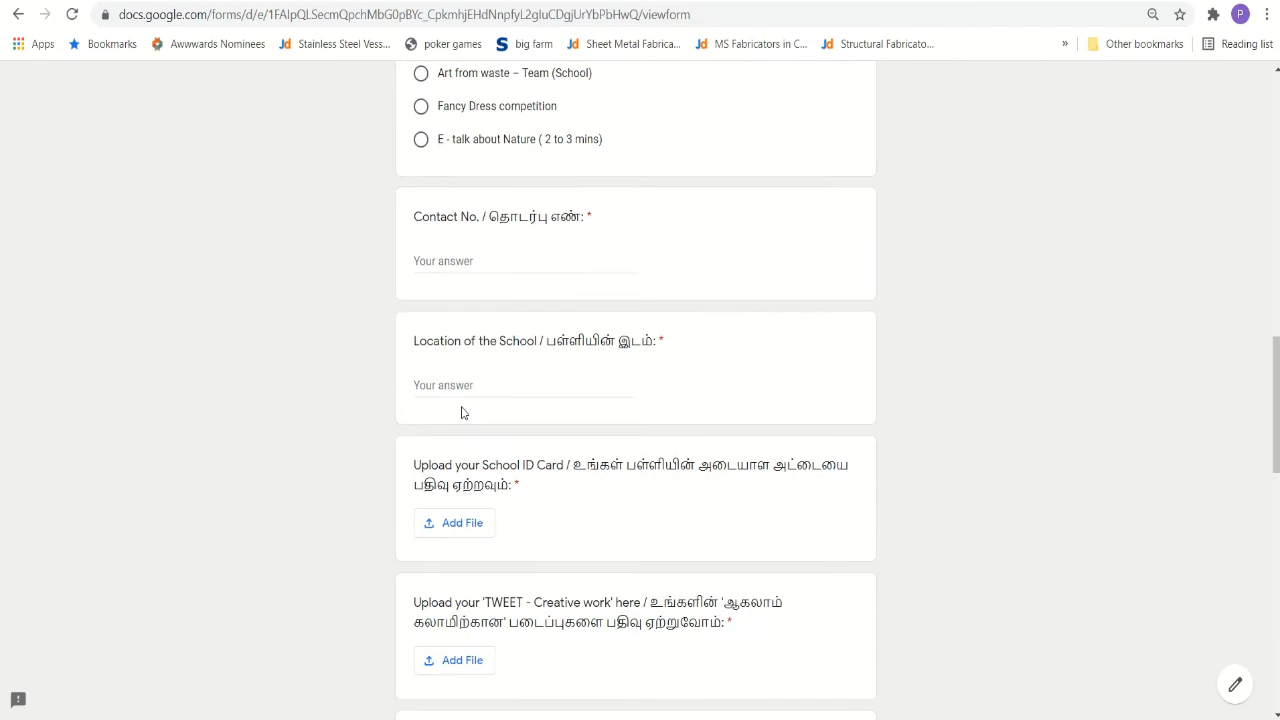 docs.google.com/forms/d/e/1FAIpQLSecmQpchMbG0pBYc_CpkmhjEHdNnpfyL2gIuCDgjUrYbPbHwQ/viewform
P
Apps
Bookmarks
Awwwards Nominees
Stainless Steel Vess...
poker games
big farm
Sheet Metal Fabrica...
MS Fabricators in C...
Structural Fabricato...
»
Other bookmarks
Reading list
Art from waste – Team (School)
Fancy Dress competition
E - talk about Nature ( 2 to 3 mins)
Contact No. / தொடர்பு எண்: *
Your answer
Location of the School / பள்ளியின் இடம்: *
Your answer
Upload your School ID Card / உங்கள் பள்ளியின் அடையாள அட்டையை
பதிவு ஏற்றவும்: *
Add File
Upload your 'TWEET - Creative work' here / உங்களின் 'ஆகலாம்
கலாமிற்கான' படைப்புகளை பதிவு ஏற்றுவோம்: *
Add File